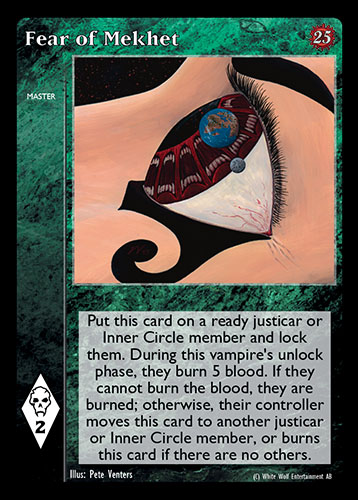 Fear of Mekhet
25
MASTER
Put this card on a ready justicar or
Inner Circle member and lock
them. During this vampire's unlock
phase, they burn 5 blood. If they
cannot burn the blood, they are
burned; otherwise, their controller
moves this card to another justicar
or Inner Circle member, or burns
this card if there are no others.
2
Illus: Pete Venters
(C) White Wolf Entertainment AB